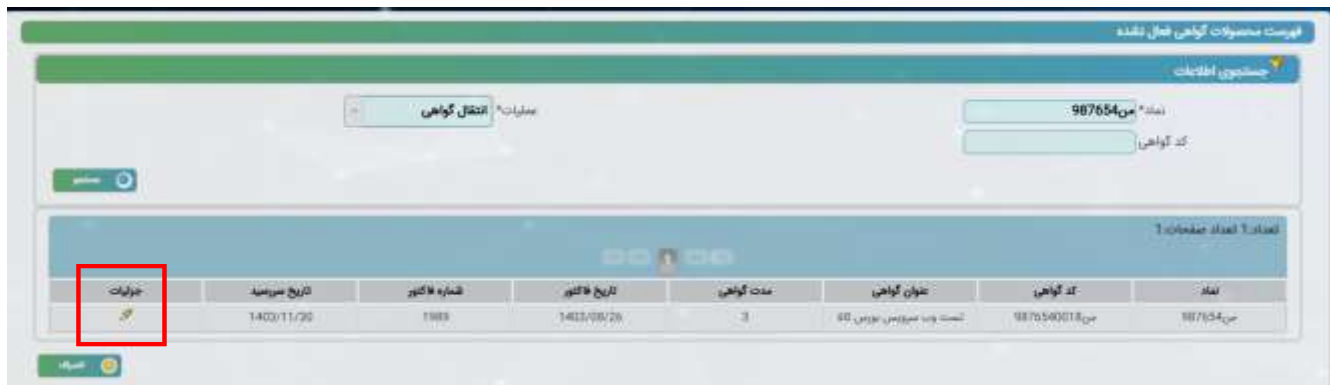 فهرست محصولات گواهی فعال نشده
جستجوی اطلاعات
نماد* من987654 عملیات* انتقال گواهی
کد گواهی
جستجو
تعداد:1 تعداد صفحات:1
1
نماد کد گواهی عنوان گواهی مدت گواهی تاریخ فاکتور شماره فاکتور تاریخ سررسید جزئیات
من987654 من9876540018 تست وب سرویس بورس 60 3 1403/08/26 1989 1403/11/30
انصراف